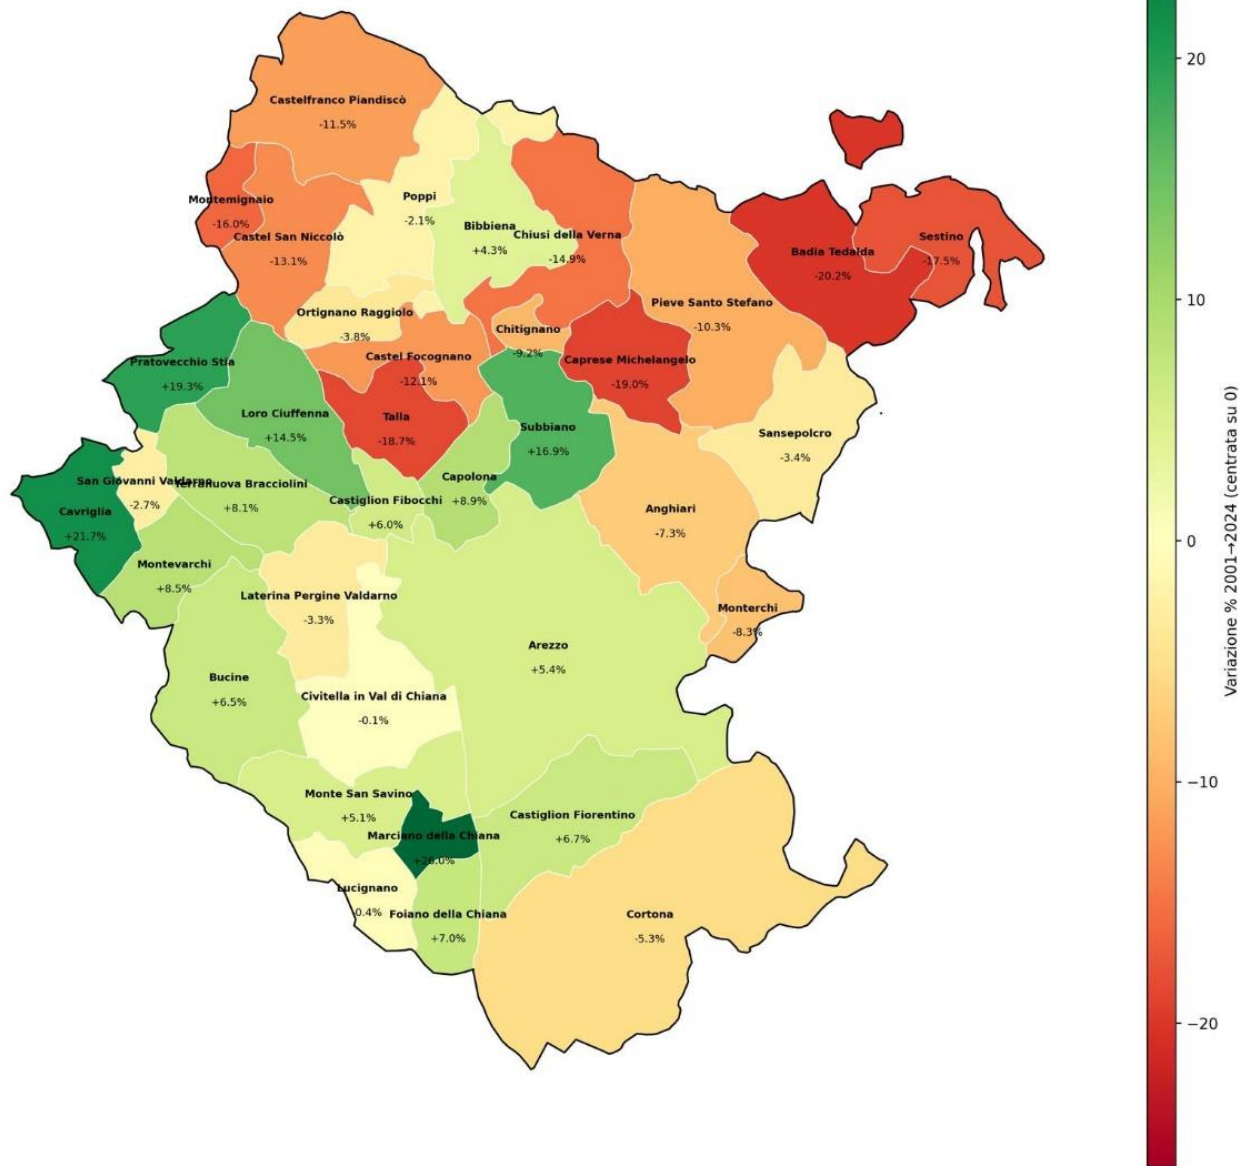 Castelfranco Piandiscò
-11.5%
Montemignaio
-16.0%
Castel San Niccolò
-13.1%
Poppi
-2.1%
Bibbiena
+4.3%
Chiusi della Verna
-14.9%
Badia Tedalda
-20.2%
Sestino
-17.5%
Pieve Santo Stefano
-10.3%
Ortignano Raggiolo
-3.8%
Chitignano
-9.2%
Castel Focognano
-12.1%
Caprese Michelangelo
-19.0%
Pratovecchio Stia
+19.3%
Loro Ciuffenna
+14.5%
Talla
-18.7%
Subbiano
+16.9%
Sansepolcro
-3.4%
San Giovanni Valdarno
-2.7%
Terranuova Bracciolini
+8.1%
Capolona
+8.9%
Castiglion Fibocchi
+6.0%
Cavriglia
+21.7%
Anghiari
-7.3%
Montevarchi
+8.5%
Laterina Pergine Valdarno
-3.3%
Monterchi
-8.3%
Arezzo
+5.4%
Bucine
+6.5%
Civitella in Val di Chiana
-0.1%
Monte San Savino
+5.1%
Castiglion Fiorentino
+6.7%
Marciano della Chiana
+26.0%
Lucignano
0.4%
Foiano della Chiana
+7.0%
Cortona
-5.3%
20
10
0
−10
−20
Variazione % 2001→2024 (centrata su 0)